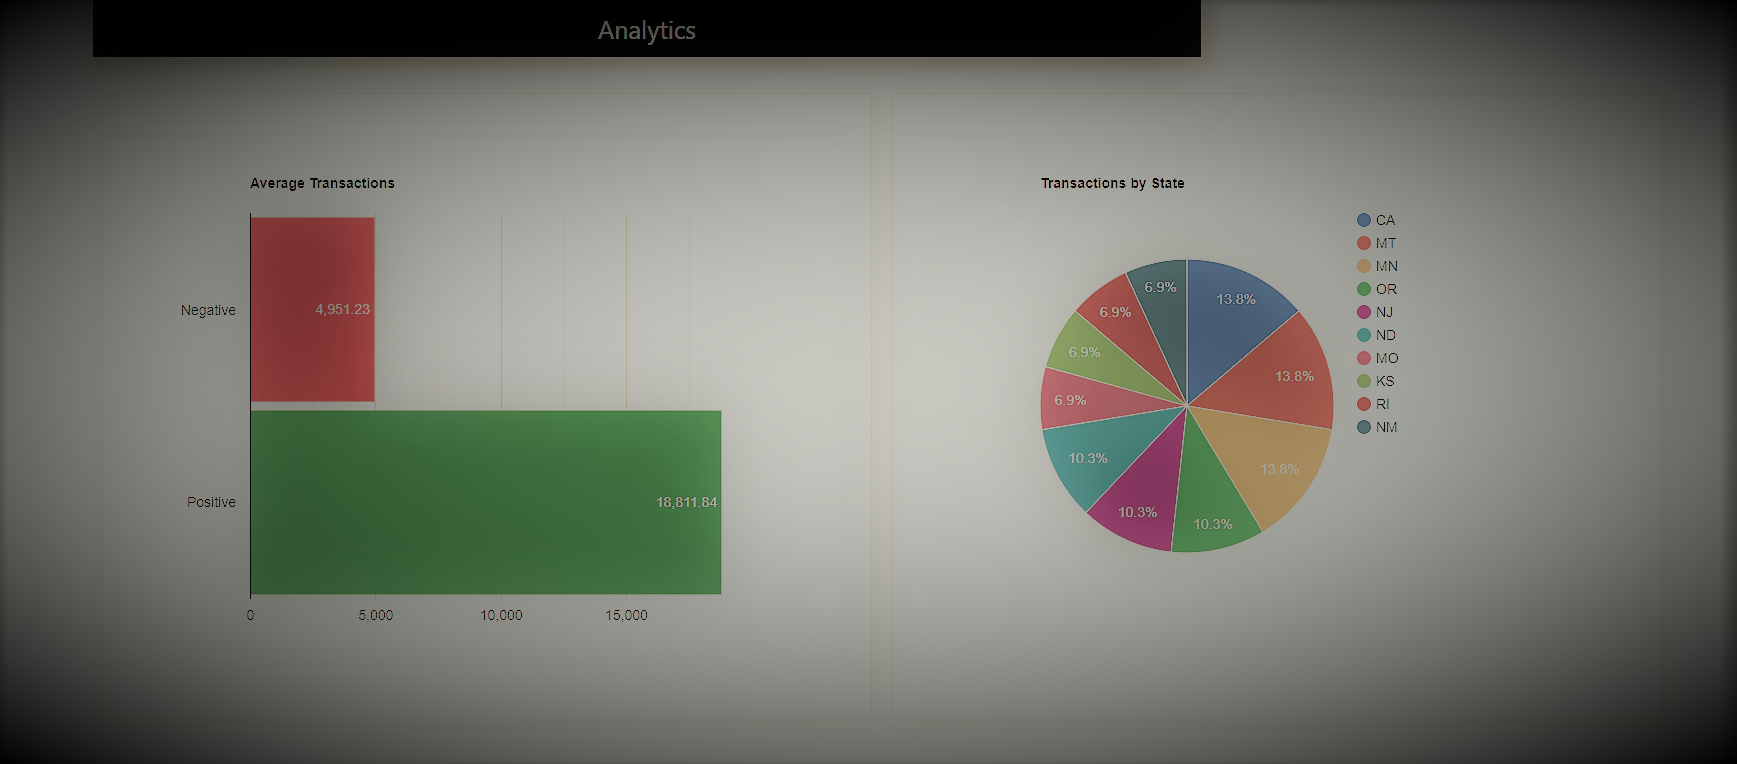 Analytics
Average Transactions
Negative
4,951.23
Positive
18,811.84
0
5,000
10,000
15,000
Transactions by State
13.8%
13.8%
13.8%
10.3%
10.3%
10.3%
6.9%
6.9%
6.9%
6.9%
CA
MT
MN
OR
NJ
ND
MO
KS
RI
NM